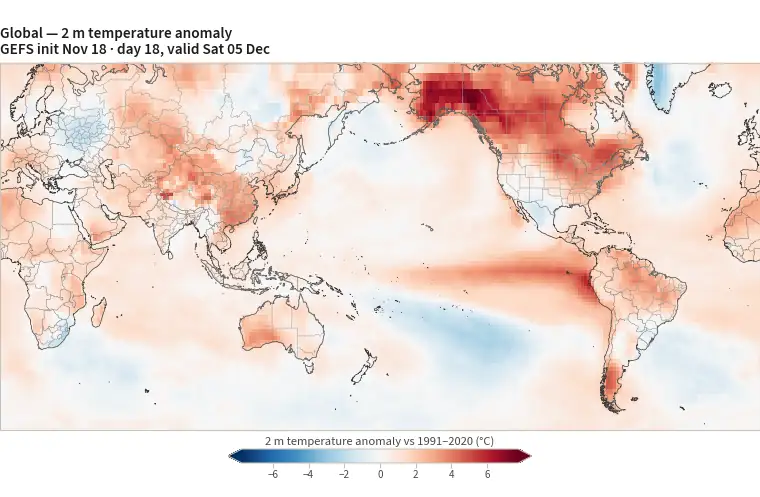 Global — 2 m temperature anomaly
GEFS init Nov 18 · day 18, valid Sat 05 Dec
2 m temperature anomaly vs 1991–2020 (°C)
−6 −4 −2 0 2 4 6